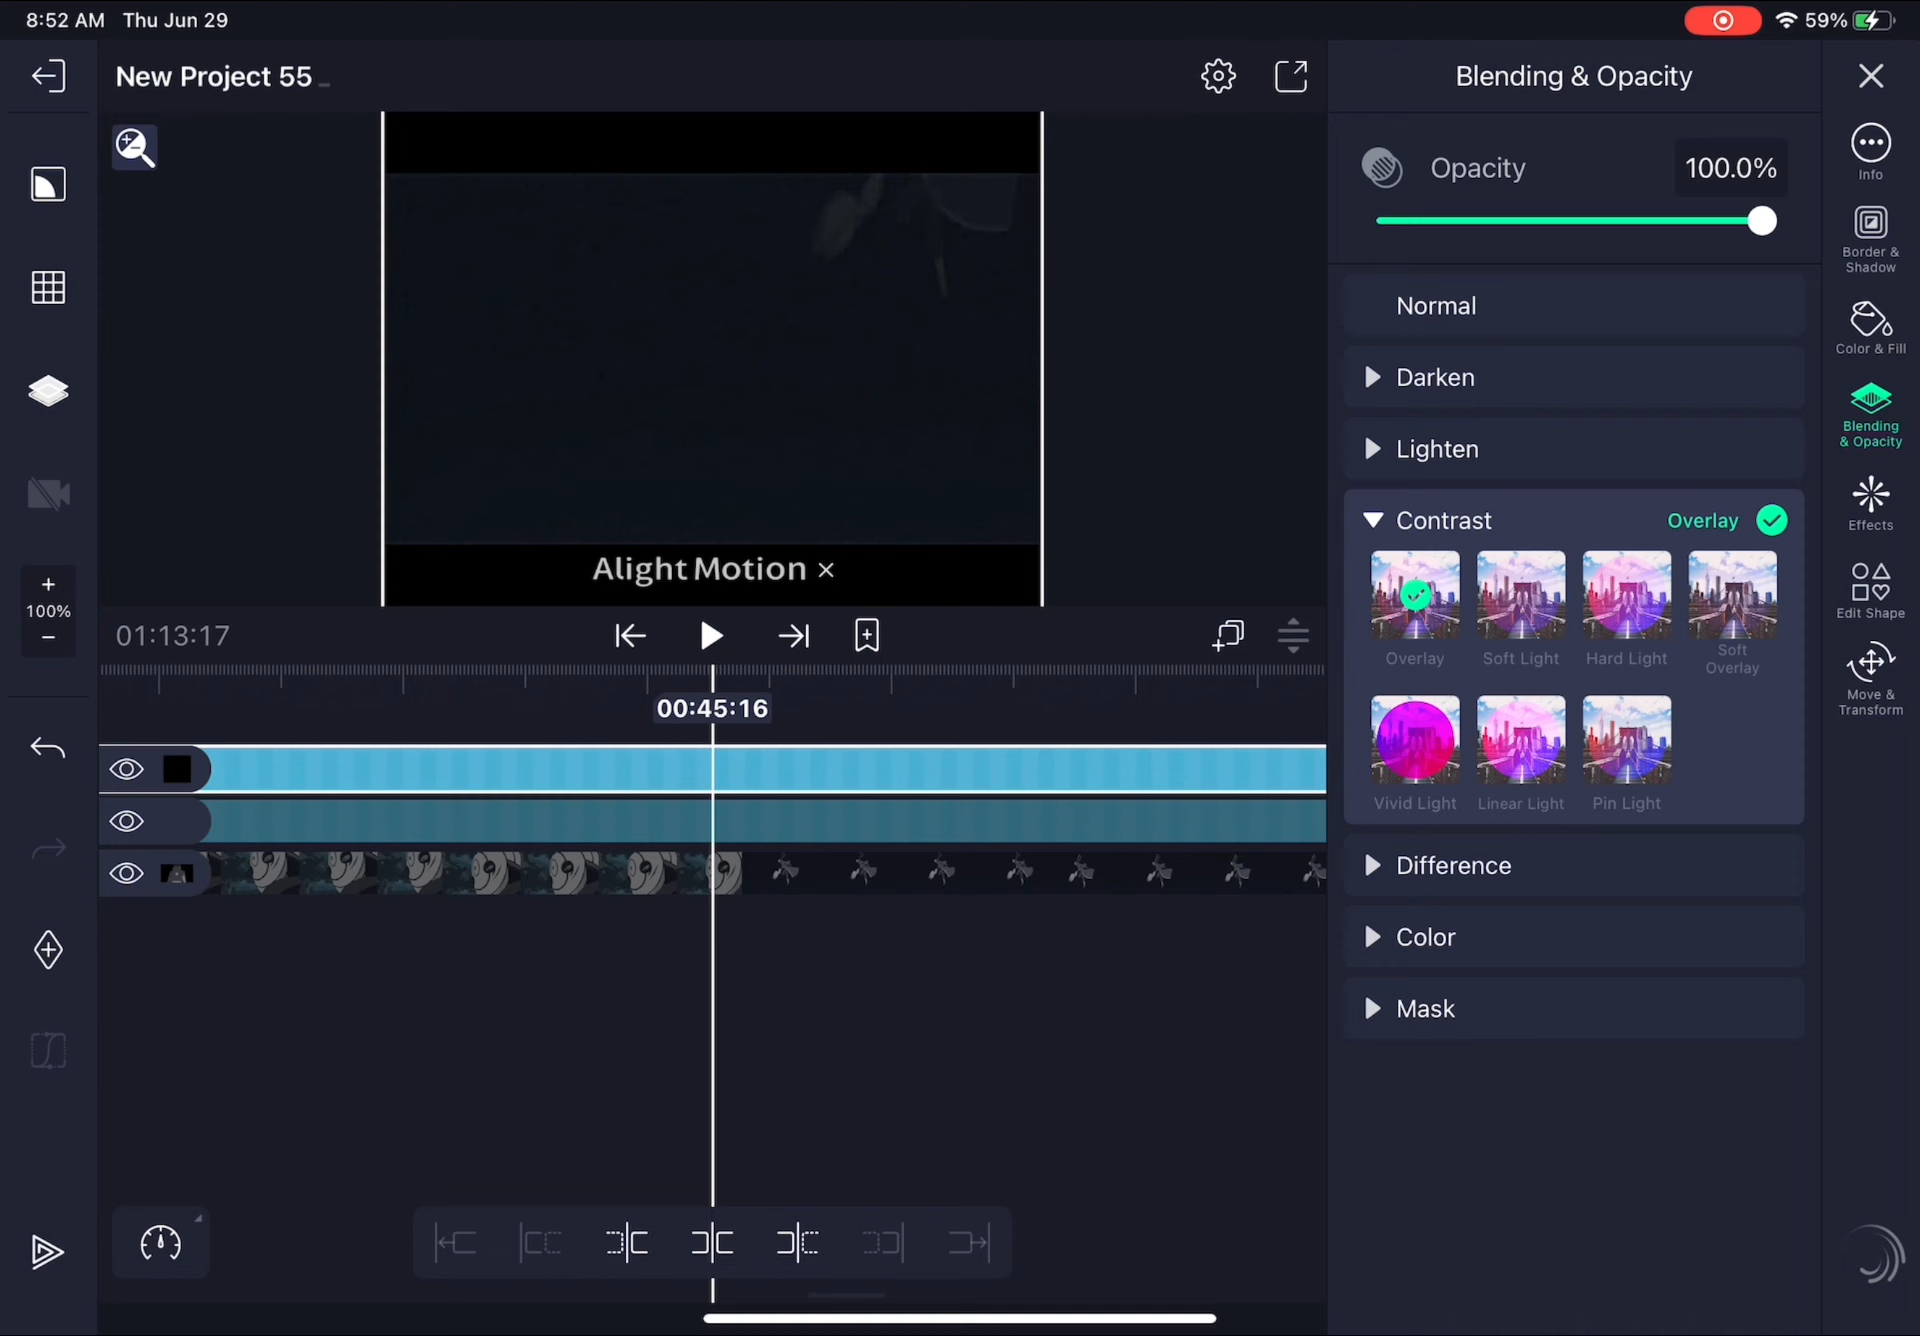 8:52 AM Thu Jun 29
59%
New Project 55
Blending & Opacity
Opacity
100.0%
Info
Border &
Shadow
Color & Fill
Blending
& Opacity
Effects
Edit Shape
Move &
Transform
Normal
Darken
Lighten
Contrast
Overlay
Overlay
Soft Light
Hard Light
Soft
Overlay
Vivid Light
Linear Light
Pin Light
Difference
Color
Mask
Alight Motion ×
100%
01:13:17
00:45:16